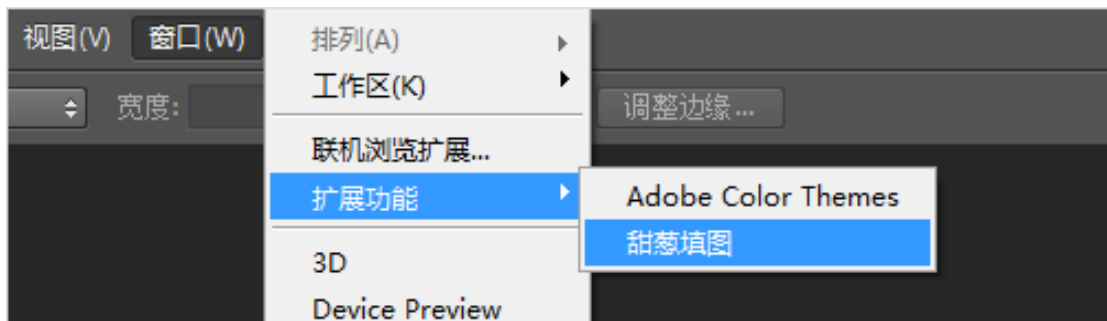 视图(V) 窗口(W)
排列(A)
工作区(K)
宽度:
调整边缘...
联机浏览扩展...
扩展功能
Adobe Color Themes
甜葱填图
3D
Device Preview